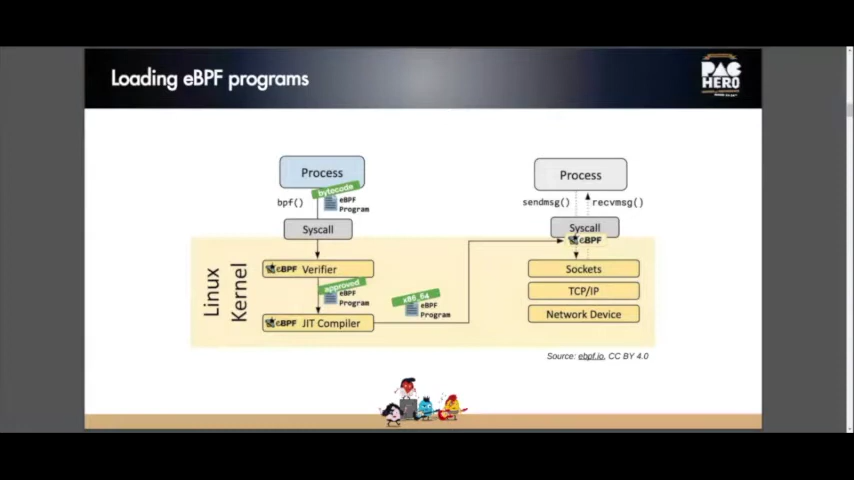 Loading eBPF programs
PAC
HERO
Process
bytecode
bpf()
eBPF
Program
Syscall
Linux
Kernel
eBPF Verifier
approved
eBPF
Program
eBPF JIT Compiler
x86_64
eBPF
Program
Process
sendmsg()
recvmsg()
Syscall
eBPF
Sockets
TCP/IP
Network Device
Source: ebpf.io, CC BY 4.0